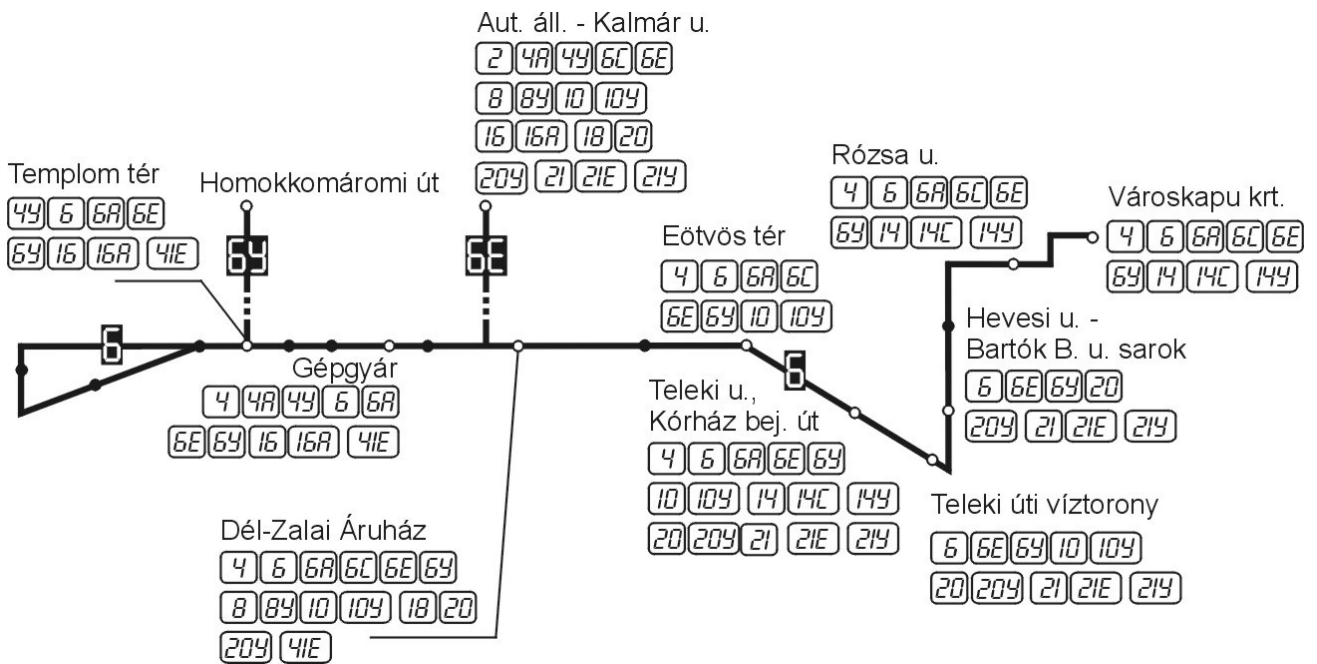 Aut. áll. - Kalmár u.
2 4A 4Y 6C 6E
8 8Y 10 10Y
16 16A 18 20
20Y 21 21E 21Y
Templom tér
4Y 6 6A 6E
6Y 16 16A 41E
Homokkomáromi út
6Y
6E
Rózsa u.
4 6 6A 6C 6E
6Y 14 14C 14Y
Városkapu krt.
4 6 6A 6C 6E
6Y 14 14C 14Y
Eötvös tér
4 6 6A 6C
6E 6Y 10 10Y
6
Gépgyár
4 4A 4Y 6 6A
6E 6Y 16 16A 41E
6
Hevesi u. -
Bartók B. u. sarok
6 6E 6Y 20
20Y 21 21E 21Y
Teleki u.,
Kórház bej. út
4 6 6A 6E 6Y
10 10Y 14 14C 14Y
20 20Y 21 21E 21Y
Teleki úti víztorony
6 6E 6Y 10 10Y
20 20Y 21 21E 21Y
Dél-Zalai Áruház
4 6 6A 6C 6E 6Y
8 8Y 10 10Y 18 20
20Y 41E